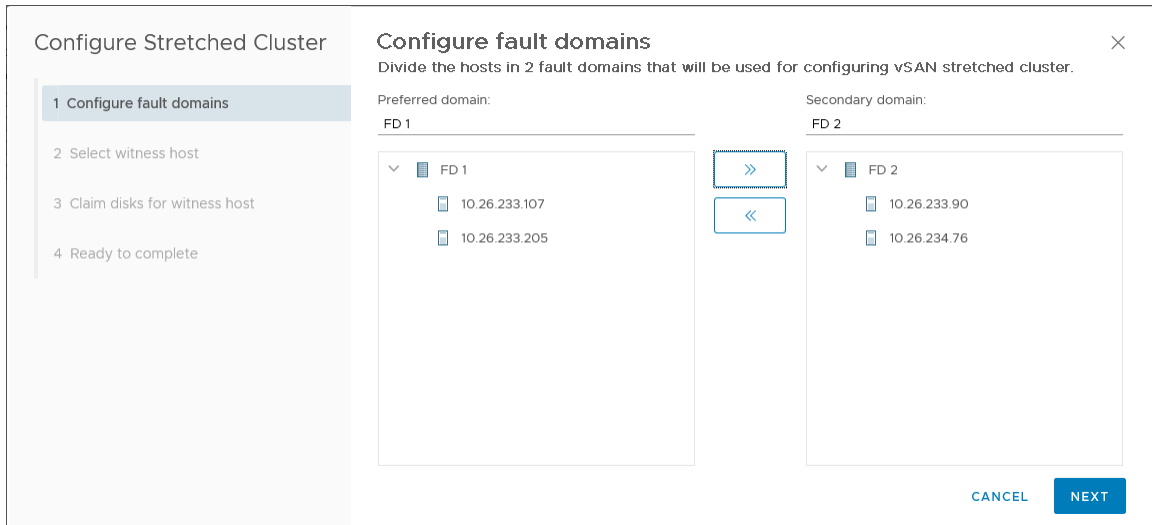 Configure Stretched Cluster
1 Configure fault domains
2 Select witness host
3 Claim disks for witness host
4 Ready to complete
Configure fault domains
Divide the hosts in 2 fault domains that will be used for configuring vSAN stretched cluster.
Preferred domain:
FD 1
FD 1
10.26.233.107
10.26.233.205
Secondary domain:
FD 2
FD 2
10.26.233.90
10.26.234.76
CANCEL
NEXT